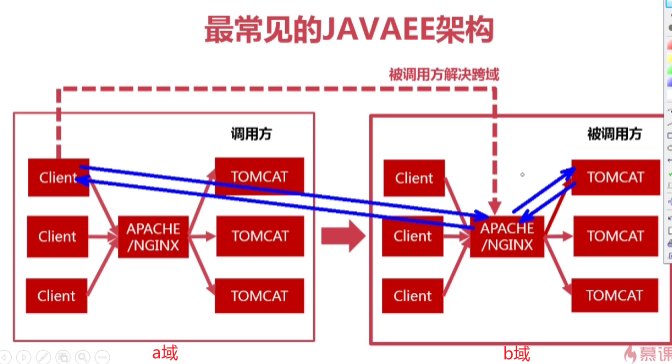 最常见的JAVAEE架构
被调用方解决跨域
调用方
被调用方
Client
TOMCAT
Client
TOMCAT
Client
APACHE
/NGINX
TOMCAT
Client
APACHE
/NGINX
TOMCAT
Client
TOMCAT
Client
TOMCAT
a域
b域
慕课